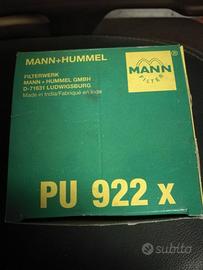 MANN+HUMMEL
FILTERWERK
MANN + HUMMEL GMBH
D-71631 LUDWIGSBURG
Made in India/Fabriqué en Inde
MANN
FILTER
®
PU 922 x
subito